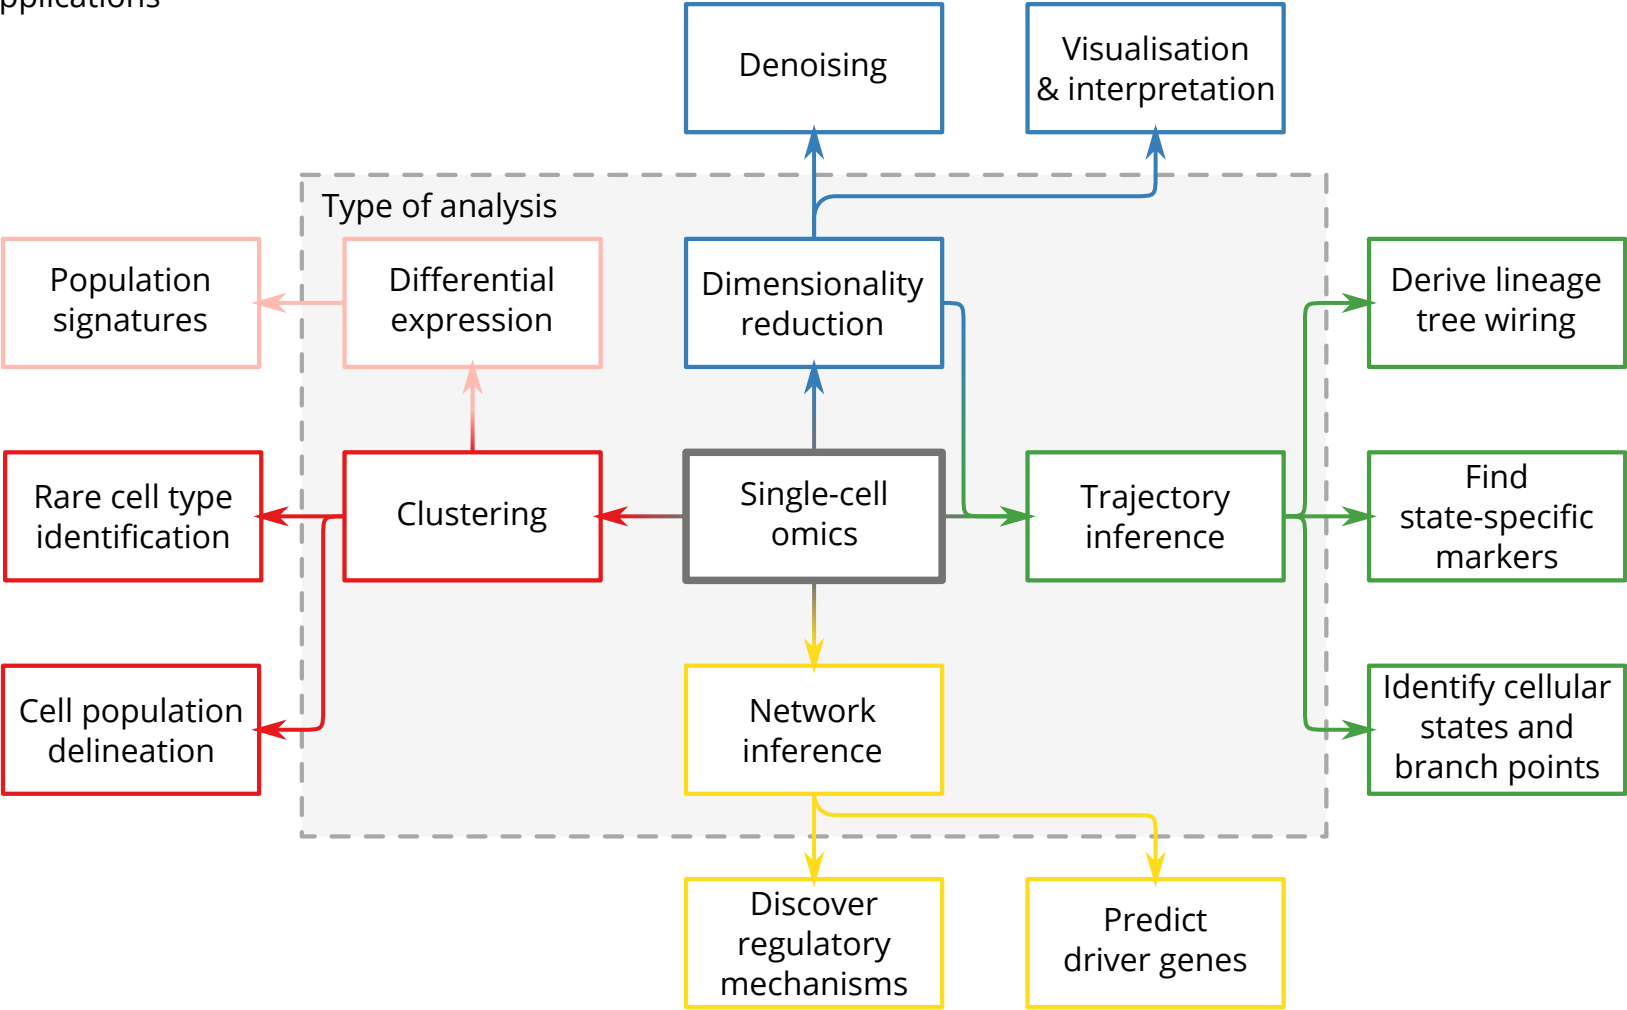 Denoising
Visualisation
& interpretation
Type of analysis
Population
signatures
Differential
expression
Dimensionality
reduction
Derive lineage
tree wiring
Rare cell type
identification
Clustering
Single-cell
omics
Trajectory
inference
Find
state-specific
markers
Cell population
delineation
Network
inference
Identify cellular
states and
branch points
Discover
regulatory
mechanisms
Predict
driver genes